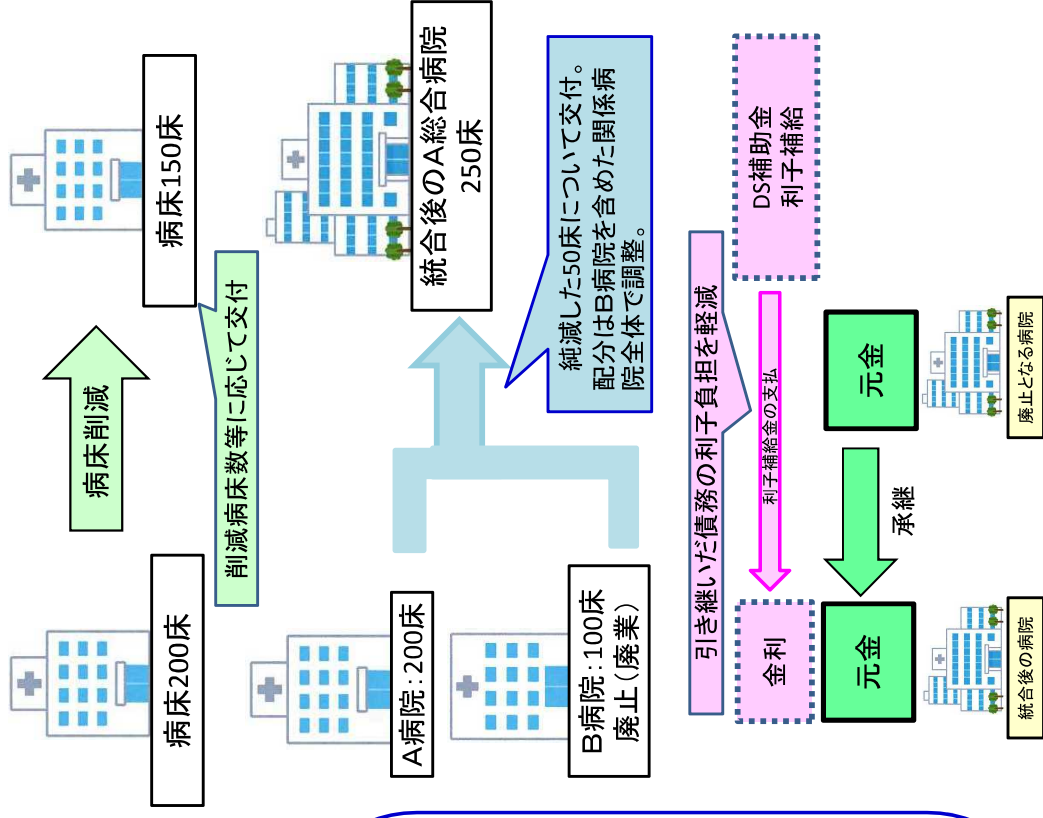 病床200床
病床削減
病床150床
削減病床数等に応じて交付
A病院：200床
B病院：100床
廃止（廃業）
統合後のA総合病院
250床
純減した50床について交付。
配分はB病院を含めた関係病
院全体で調整。
引き継いだ債務の利子負担を軽減
金利
利子補給金の支払
DS補助金
利子補給
元金
承継
元金
統合後の病院
廃止となる病院